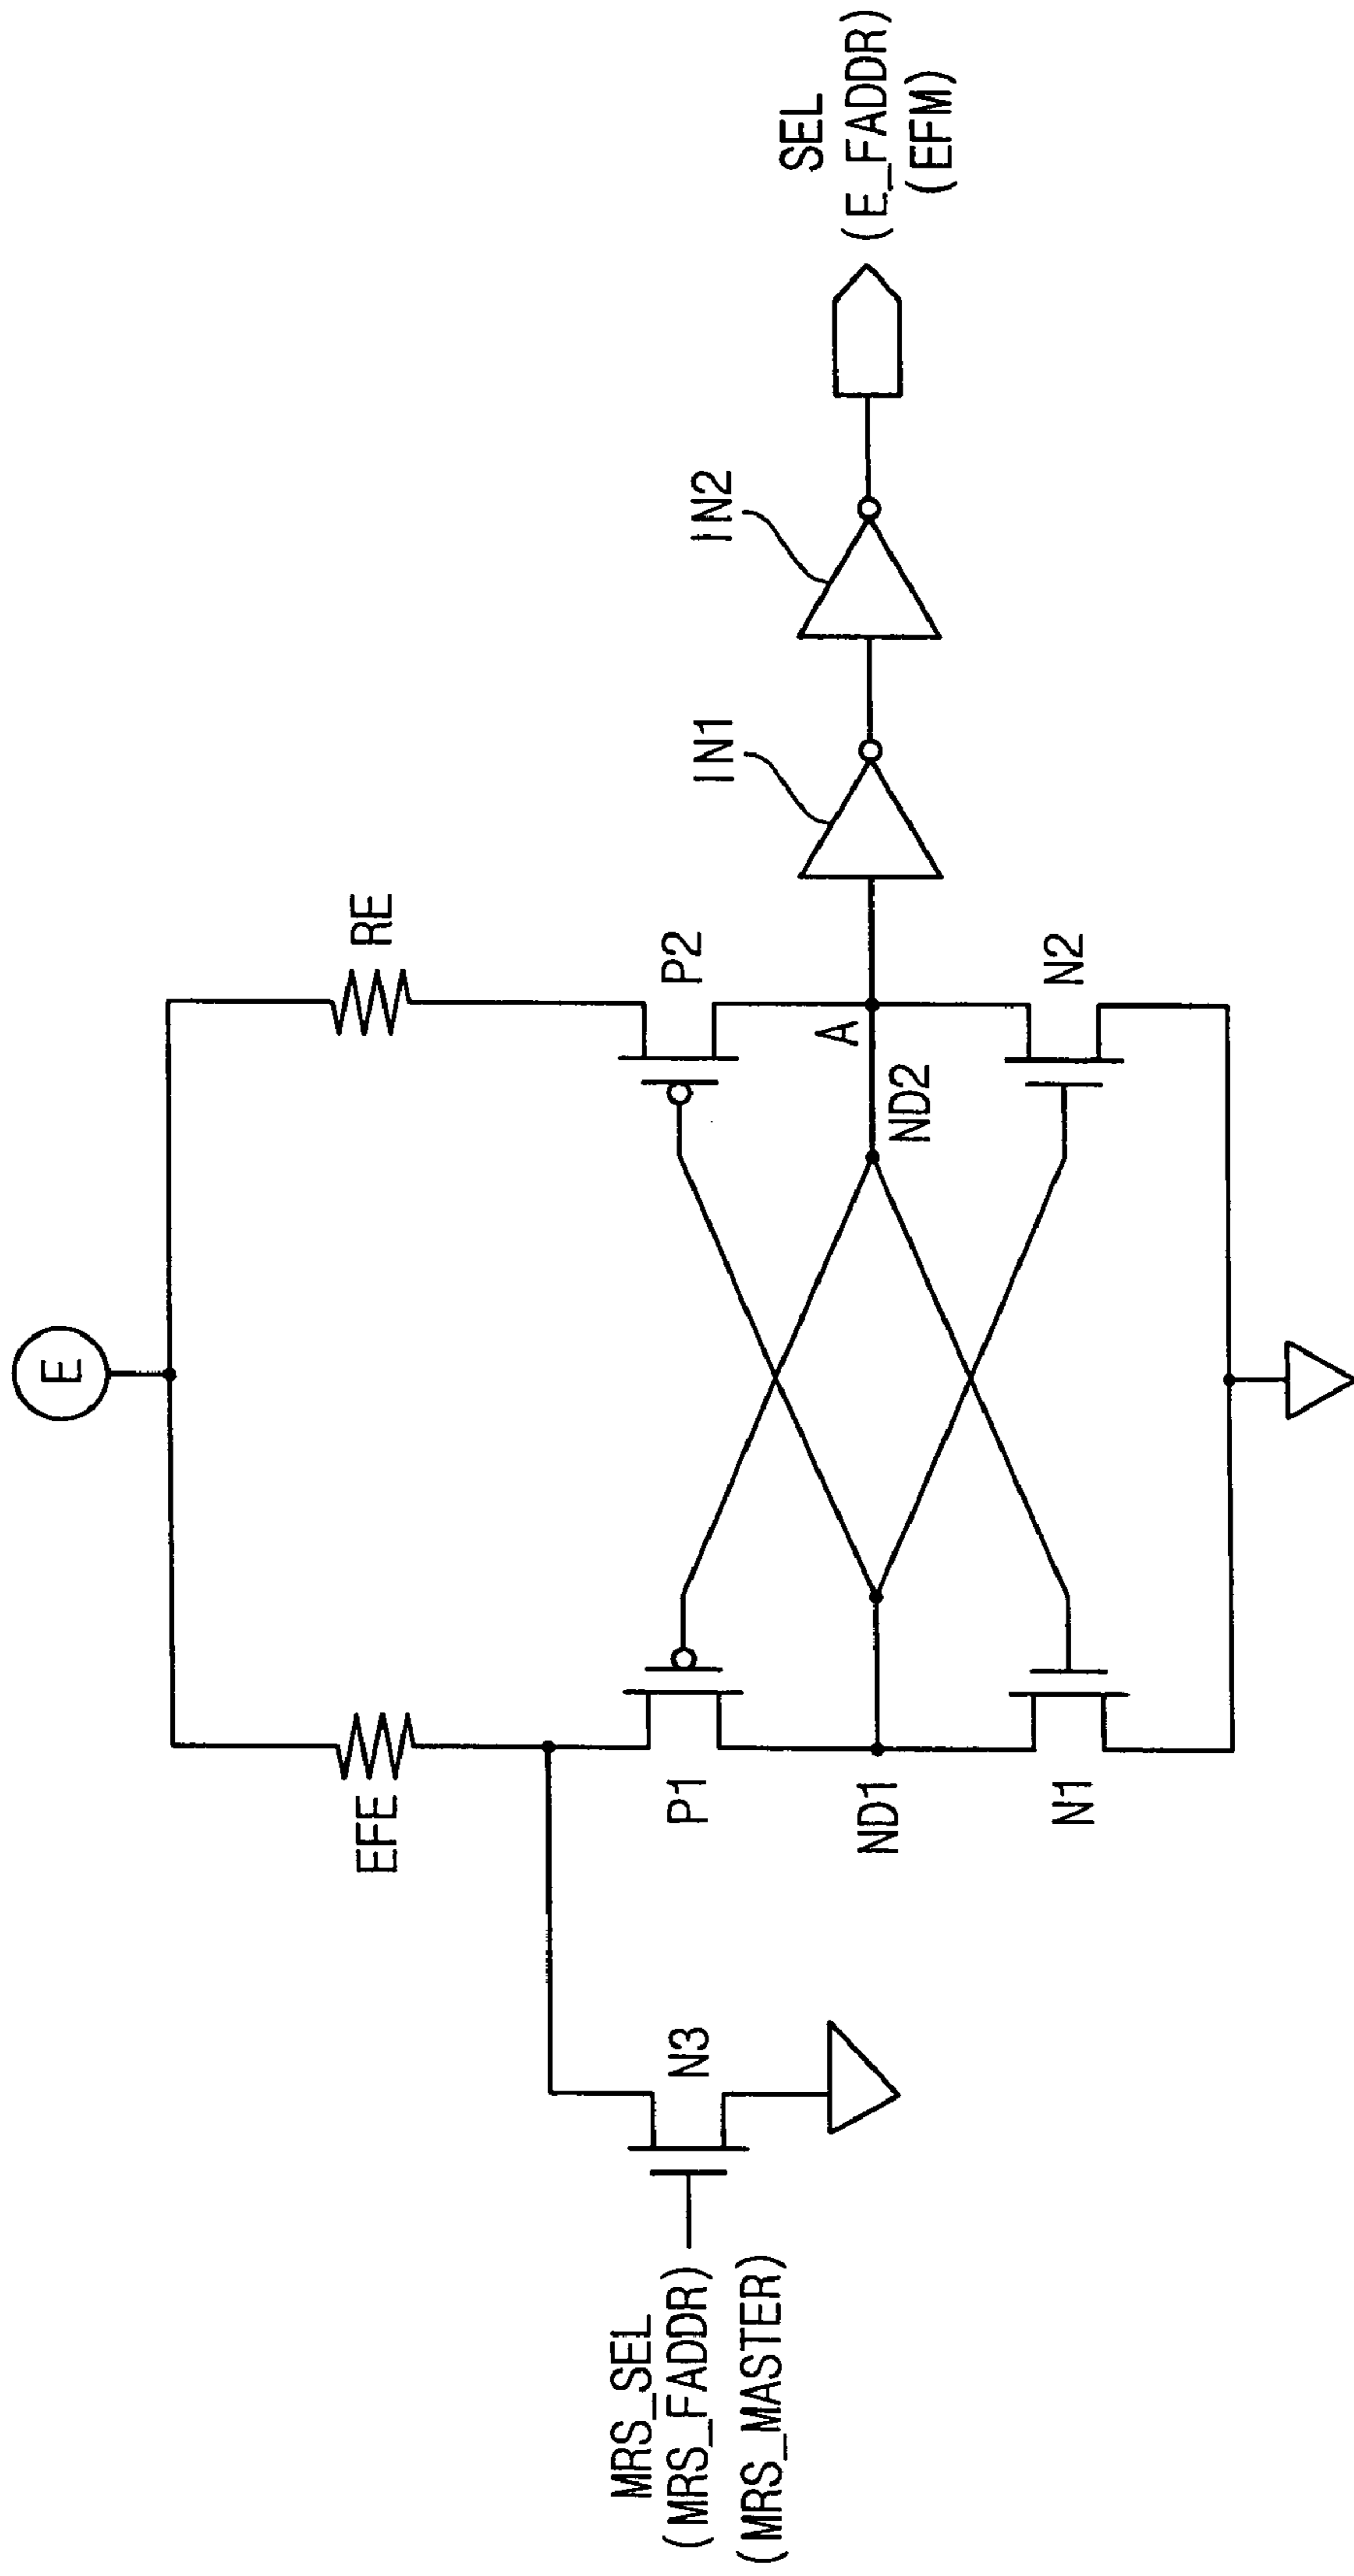 E
EFE
RE
P1
P2
MRS_SEL
(MRS_FADDR)
(MRS_MASTER)
N3
ND1
ND2
A
N1
N2
IN1
IN2
SEL
(E_FADDR)
(EFM)